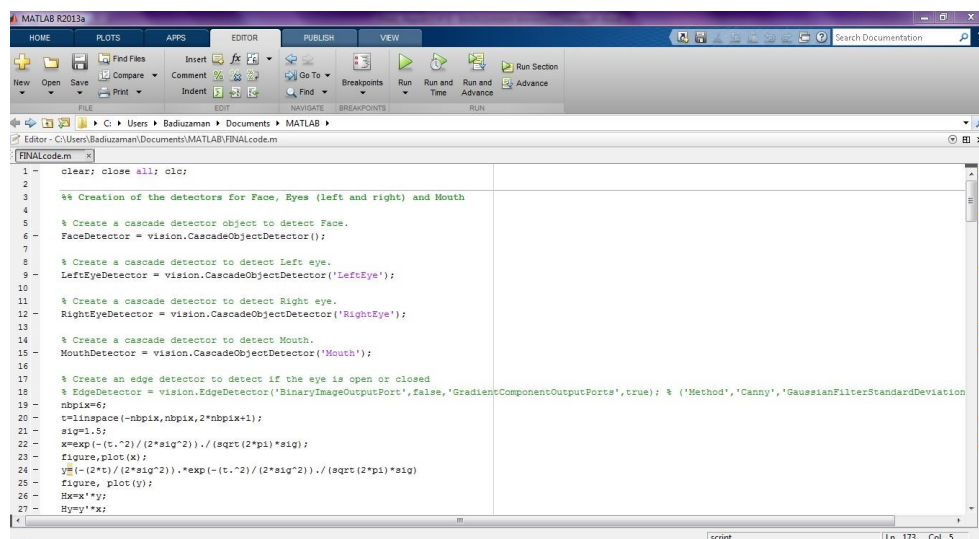 MATLAB R2013a
HOME PLOTS APPS EDITOR PUBLISH VIEW
Search Documentation
New Open Save Find Files Compare Print
Insert fx Comment Indent
Go To Find
Breakpoints Run Run and Time Run and Advance Run Section Advance
FILE EDIT NAVIGATE BREAKPOINTS RUN
C: Users Badiuzaman Documents MATLAB
Editor - C:\Users\Badiuzaman\Documents\MATLAB\FINALcode.m
FINALcode.m
1 - clear; close all; clc;
2
3 %% Creation of the detectors for Face, Eyes (left and right) and Mouth
4
5 % Create a cascade detector object to detect Face.
6 - FaceDetector = vision.CascadeObjectDetector();
7
8 % Create a cascade detector to detect Left eye.
9 - LeftEyeDetector = vision.CascadeObjectDetector('LeftEye');
10
11 % Create a cascade detector to detect Right eye.
12 - RightEyeDetector = vision.CascadeObjectDetector('RightEye');
13
14 % Create a cascade detector to detect Mouth.
15 - MouthDetector = vision.CascadeObjectDetector('Mouth');
16
17 % Create an edge detector to detect if the eye is open or closed
18 % EdgeDetector = vision.EdgeDetector('BinaryImageOutputPort',false,'GradientComponentOutputPorts',true); % ('Method','Canny','GaussianFilterStandardDeviation
19 - nbpix=6;
20 - t=linspace(-nbpix,nbpix,2*nbpix+1);
21 - sig=1.5;
22 - x=exp(-(t.^2)/(2*sig^2))./(sqrt(2*pi)*sig);
23 - figure,plot(x);
24 - y=(-(2*t)/(2*sig^2)).*exp(-(t.^2)/(2*sig^2))./(sqrt(2*pi)*sig)
25 - figure, plot(y);
26 - Hx=x'*y;
27 - Hy=y'*x;
script Ln 173 Col 5